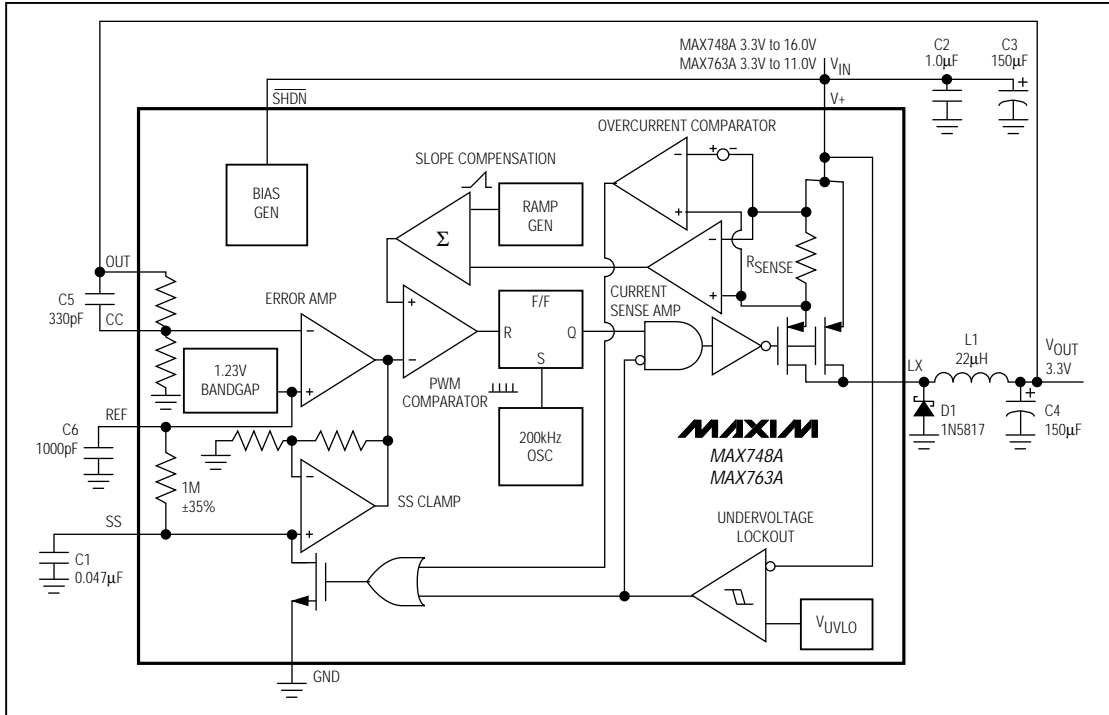 MAX748A 3.3V to 16.0V
MAX763A 3.3V to 11.0V
VIN
C2
1.0µF
C3
150µF
+
SHDN
V+
OVERCURRENT COMPARATOR
+ −
SLOPE COMPENSATION
BIAS
GEN
RAMP
GEN
−
+
Σ
−
+
RSENSE
OUT
C5
330pF
CC
ERROR AMP
−
+
+
−
F/F
R
Q
S
CURRENT
SENSE AMP
1.23V
BANDGAP
PWM
COMPARATOR
LX
L1
22µH
VOUT
3.3V
REF
C6
1000pF
200kHz
OSC
MAXIM
MAX748A
MAX763A
D1
1N5817
+
C4
150µF
1M
±35%
−
+
SS CLAMP
SS
C1
0.047µF
UNDERVOLTAGE
LOCKOUT
VUVLO
GND